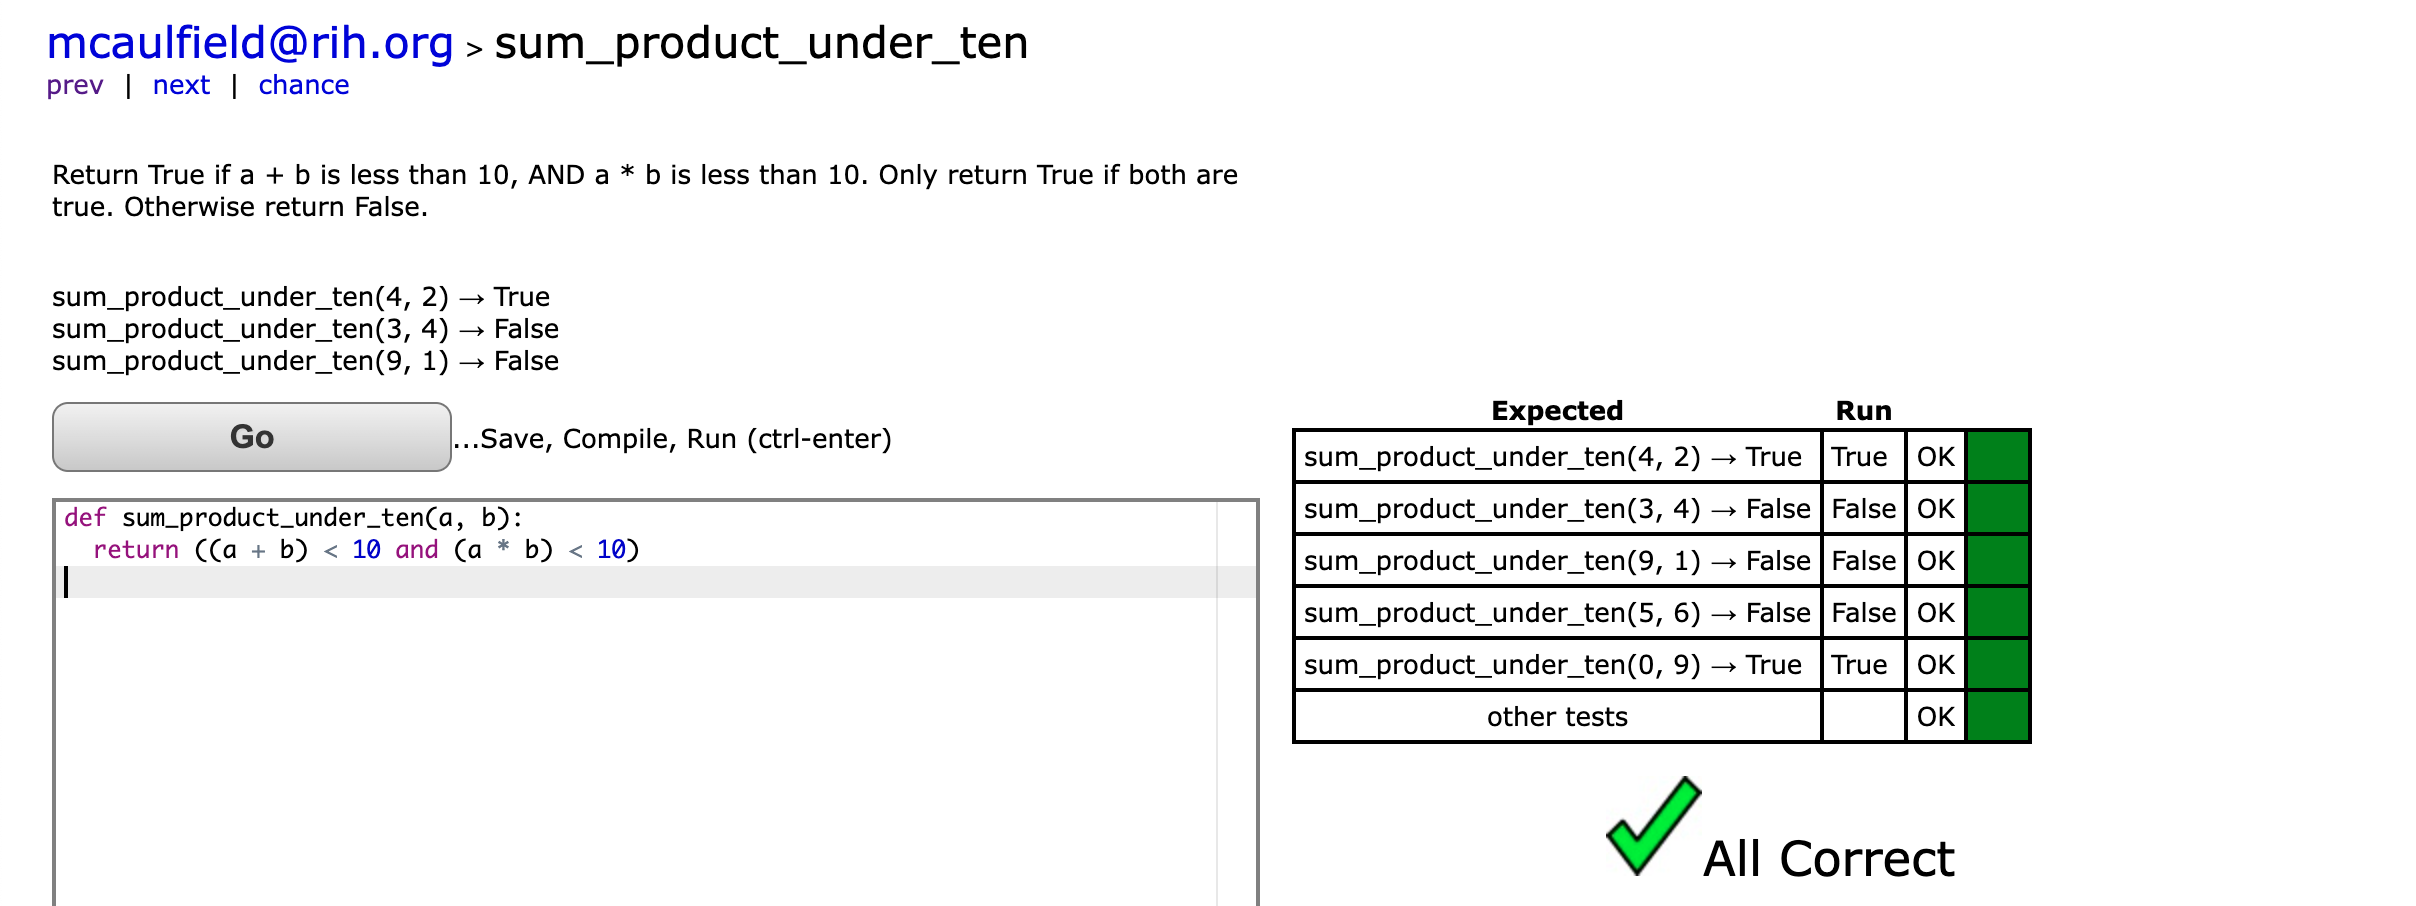 mcaulfield@rih.org > sum_product_under_ten
prev | next | chance
Return True if a + b is less than 10, AND a * b is less than 10. Only return True if both are
true. Otherwise return False.
sum_product_under_ten(4, 2) → True
sum_product_under_ten(3, 4) → False
sum_product_under_ten(9, 1) → False
Go ...Save, Compile, Run (ctrl-enter)
def sum_product_under_ten(a, b):
  return ((a + b) < 10 and (a * b) < 10)
Expected Run
sum_product_under_ten(4, 2) → True True OK
sum_product_under_ten(3, 4) → False False OK
sum_product_under_ten(9, 1) → False False OK
sum_product_under_ten(5, 6) → False False OK
sum_product_under_ten(0, 9) → True True OK
other tests OK
All Correct